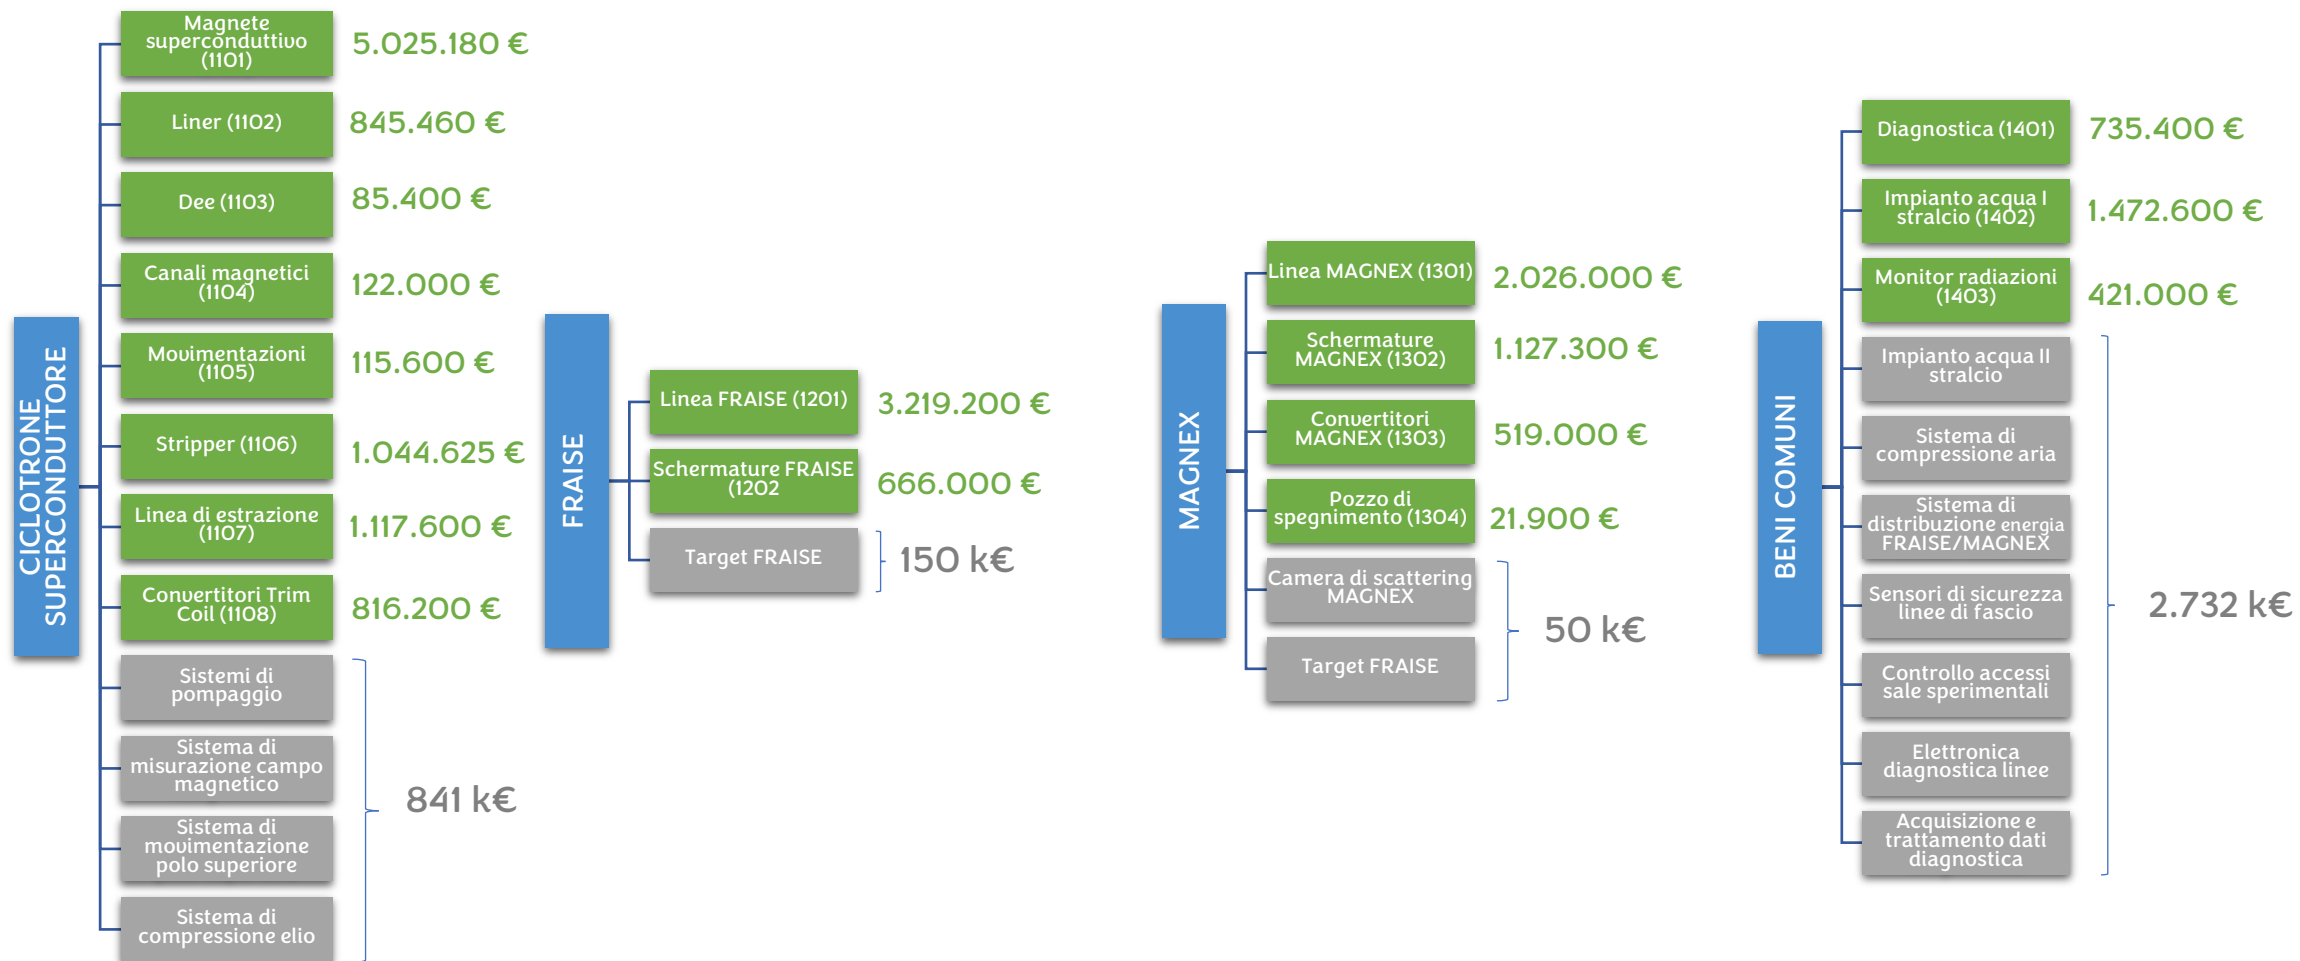 CICLOTRONE
SUPERCONDUTTORE
Magnete
superconduttivo
(1101)
5.025.180 €
Liner (1102)
845.460 €
Dee (1103)
85.400 €
Canali magnetici
(1104)
122.000 €
Movimentazioni
(1105)
115.600 €
Stripper (1106)
1.044.625 €
Linea di estrazione
(1107)
1.117.600 €
Convertitori Trim
Coil (1108)
816.200 €
Sistemi di
pompaggio
Sistema di
misurazione campo
magnetico
Sistema di
movimentazione
polo superiore
Sistema di
compressione elio
841 k€
FRAISE
Linea FRAISE (1201)
3.219.200 €
Schermature FRAISE
(1202
666.000 €
Target FRAISE
150 k€
MAGNEX
Linea MAGNEX (1301)
2.026.000 €
Schermature
MAGNEX (1302)
1.127.300 €
Convertitori
MAGNEX (1303)
519.000 €
Pozzo di
spegnimento (1304)
21.900 €
Camera di scattering
MAGNEX
Target FRAISE
50 k€
BENI COMUNI
Diagnostica (1401)
735.400 €
Impianto acqua I
stralcio (1402)
1.472.600 €
Monitor radiazioni
(1403)
421.000 €
Impianto acqua II
stralcio
Sistema di
compressione aria
Sistema di
distribuzione energia
FRAISE/MAGNEX
Sensori di sicurezza
linee di fascio
Controllo accessi
sale sperimentali
Elettronica
diagnostica linee
Acquisizione e
trattamento dati
diagnostica
2.732 k€